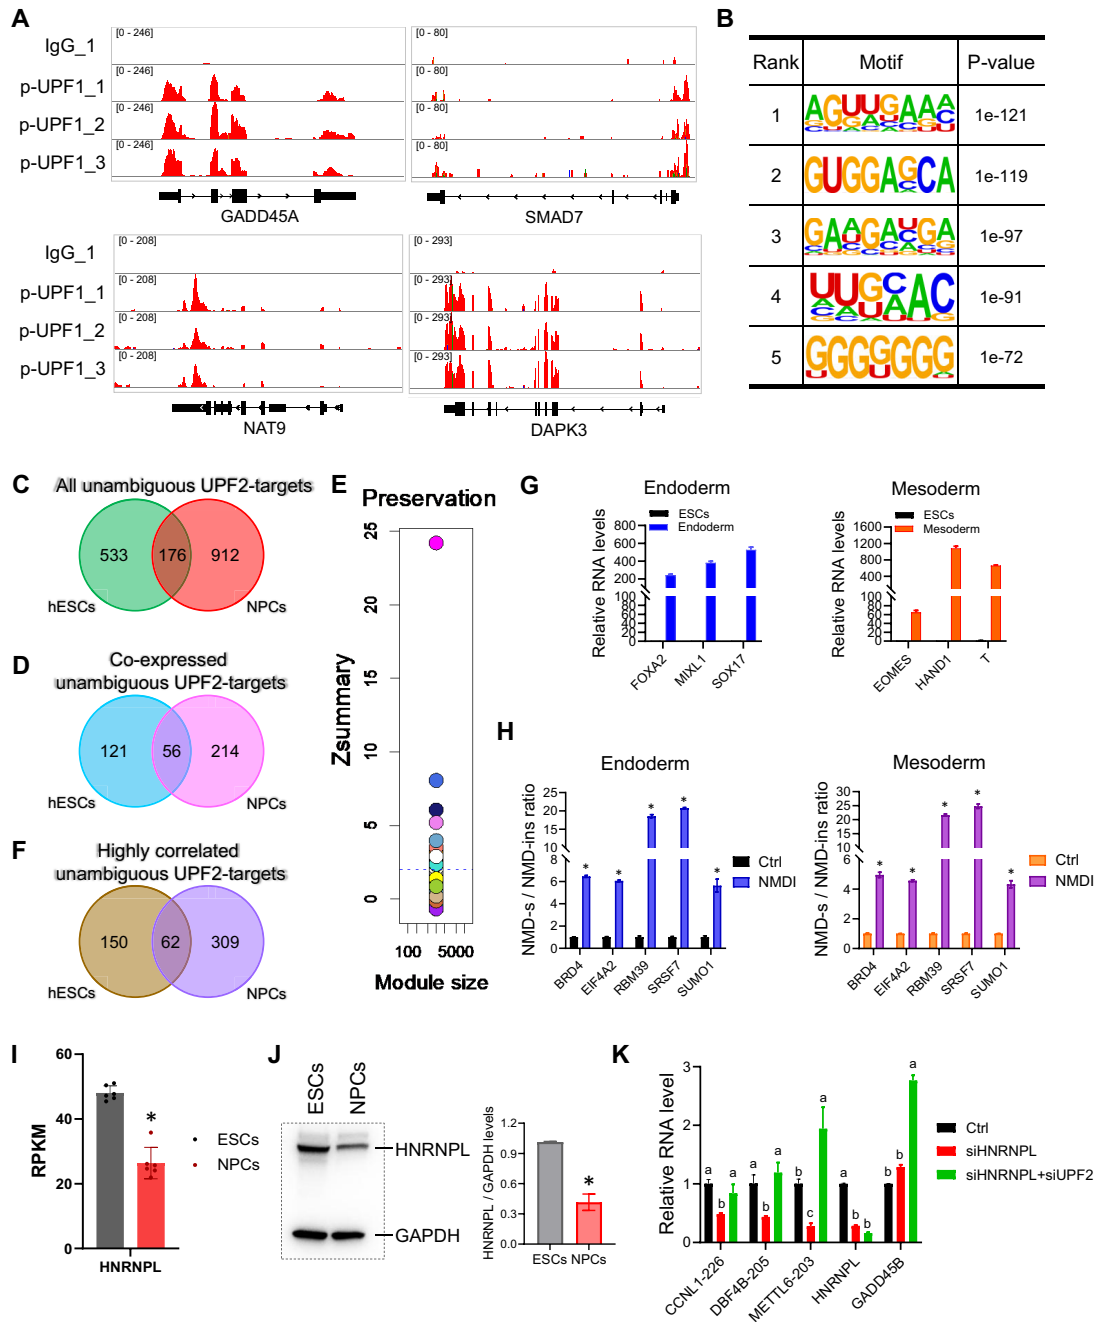 A
IgG_1
p-UPF1_1
p-UPF1_2
p-UPF1_3
[0 - 246]
[0 - 246]
[0 - 246]
[0 - 246]
GADD45A
[0 - 80]
[0 - 80]
[0 - 80]
[0 - 80]
SMAD7
IgG_1
p-UPF1_1
p-UPF1_2
p-UPF1_3
[0 - 208]
[0 - 208]
[0 - 208]
[0 - 208]
NAT9
[0 - 293]
[0 - 293]
[0 - 293]
[0 - 293]
DAPK3
B
Rank Motif P-value
1 1e-121
2 GUGGAGCA 1e-119
3 1e-97
4 1e-91
5 GGGUGGG 1e-72
C
All unambiguous UPF2-targets
533 176 912
hESCs NPCs
D
Co-expressed
unambiguous UPF2-targets
121 56 214
hESCs NPCs
F
Highly correlated
unambiguous UPF2-targets
150 62 309
hESCs NPCs
E
Preservation
Zsummary
25
20
15
10
5
0
100 5000
Module size
G
Endoderm
ESCs
Endoderm
Relative RNA levels
800
600
400
200
100
80
60
40
20
0
FOXA2 MIXL1 SOX17
Mesoderm
ESCs
Mesoderm
Relative RNA levels
1600
1200
800
400
100
80
60
40
20
0
EOMES HAND1 T
H
Endoderm
NMD-s / NMD-ins ratio
25
20
15
10
8
6
4
2
0
* * * * *
BRD4 EIF4A2 RBM39 SRSF7 SUMO1
Ctrl
NMDI
Mesoderm
NMD-s / NMD-ins ratio
30
25
20
15
10
6
4
2
0
* * * * *
BRD4 EIF4A2 RBM39 SRSF7 SUMO1
Ctrl
NMDI
I
RPKM
60
40
20
0
*
HNRNPL
ESCs
NPCs
J
ESCs NPCs
HNRNPL
GAPDH
HNRNPL / GAPDH levels
1.2
0.9
0.6
0.3
0.0
*
ESCs NPCs
K
Relative RNA level
3
2
1
0
a b a
a b a
b c a
a b b
b b a
CCNL1-226 DBF4B-205 METTL6-203 HNRNPL GADD45B
Ctrl
siHNRNPL
siHNRNPL+siUPF2